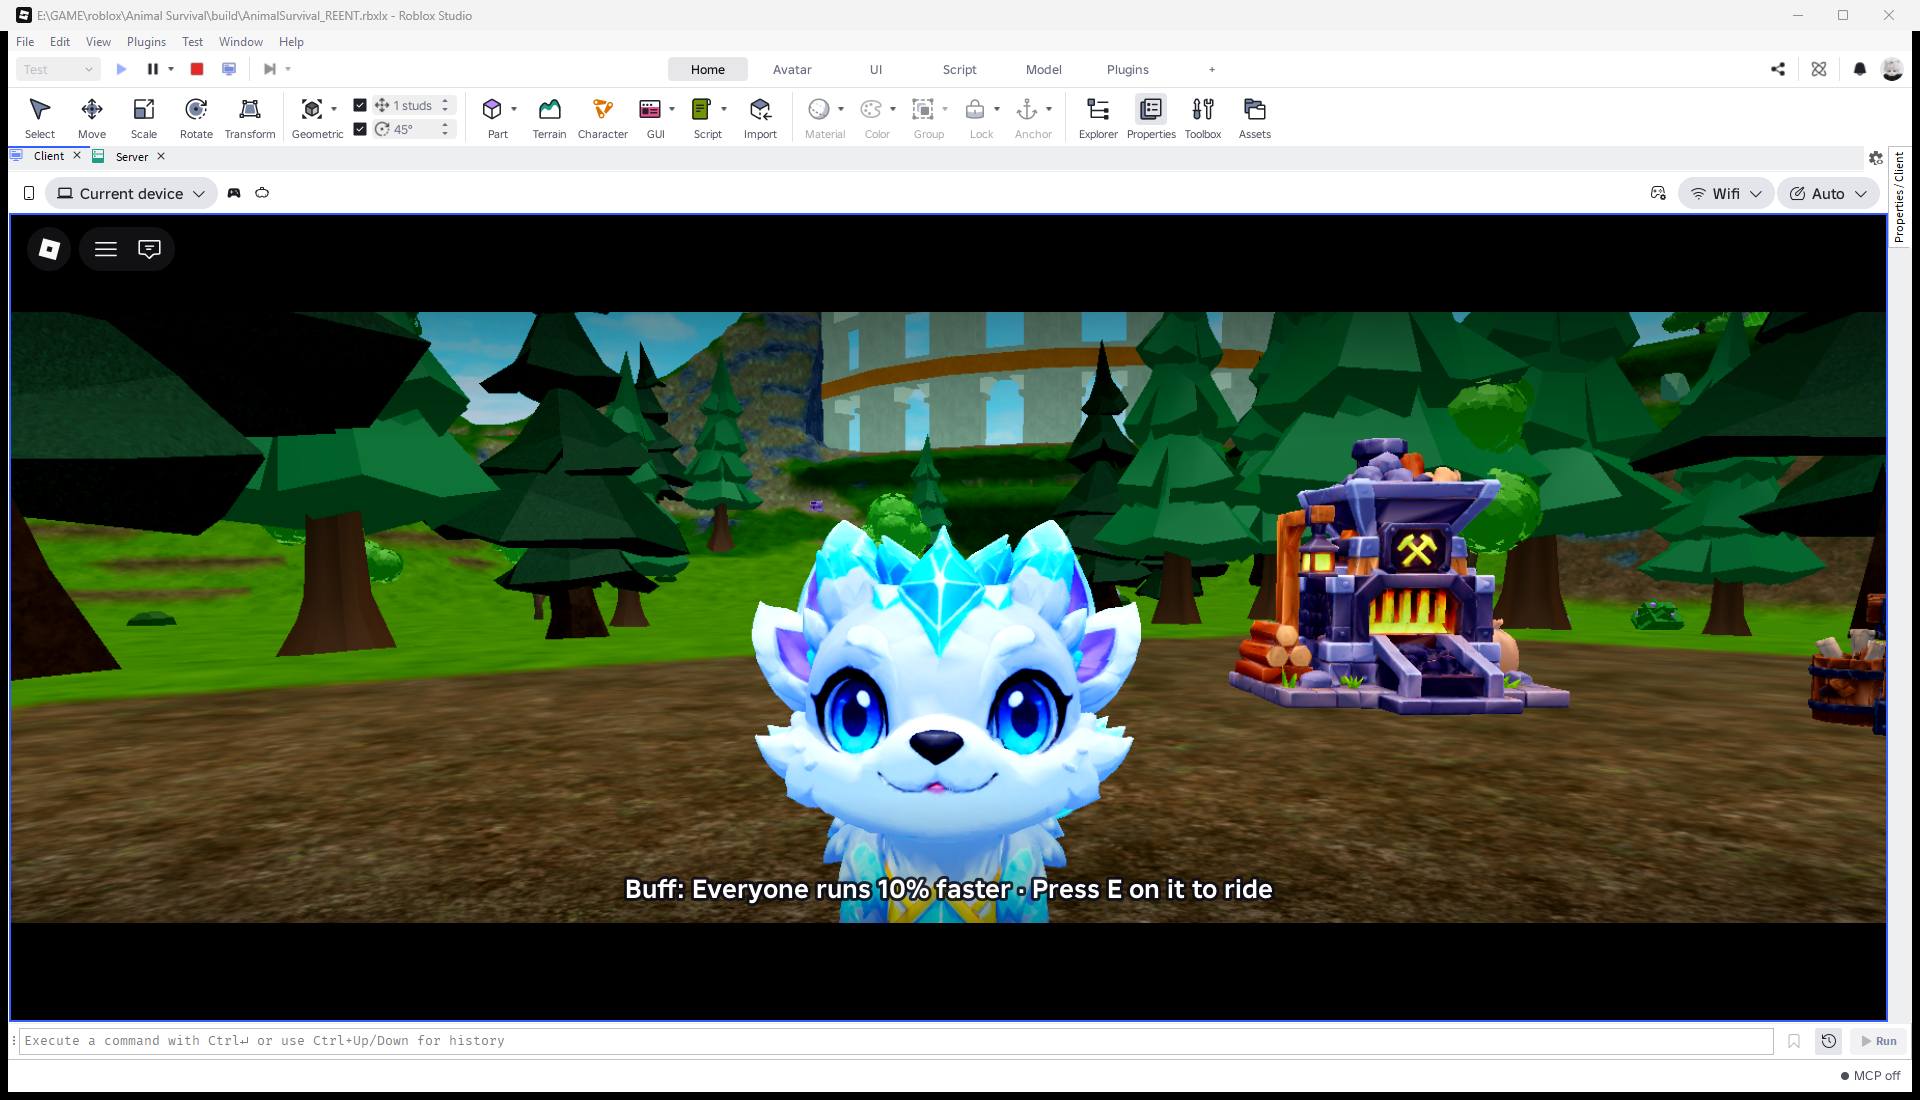 E:\GAME\roblox\Animal Survival\build\AnimalSurvival_REENT.rbxlx - Roblox Studio
File Edit View Plugins Test Window Help
Test
Home Avatar UI Script Model Plugins +
Select Move Scale Rotate Transform Geometric 1 studs 45° Part Terrain Character GUI Script Import Material Color Group Lock Anchor Explorer Properties Toolbox Assets
Client Server
Current device Wifi Auto
Properties / Client
Buff: Everyone runs 10% faster · Press E on it to ride
Execute a command with Ctrl↵ or use Ctrl+Up/Down for history
Run
MCP off